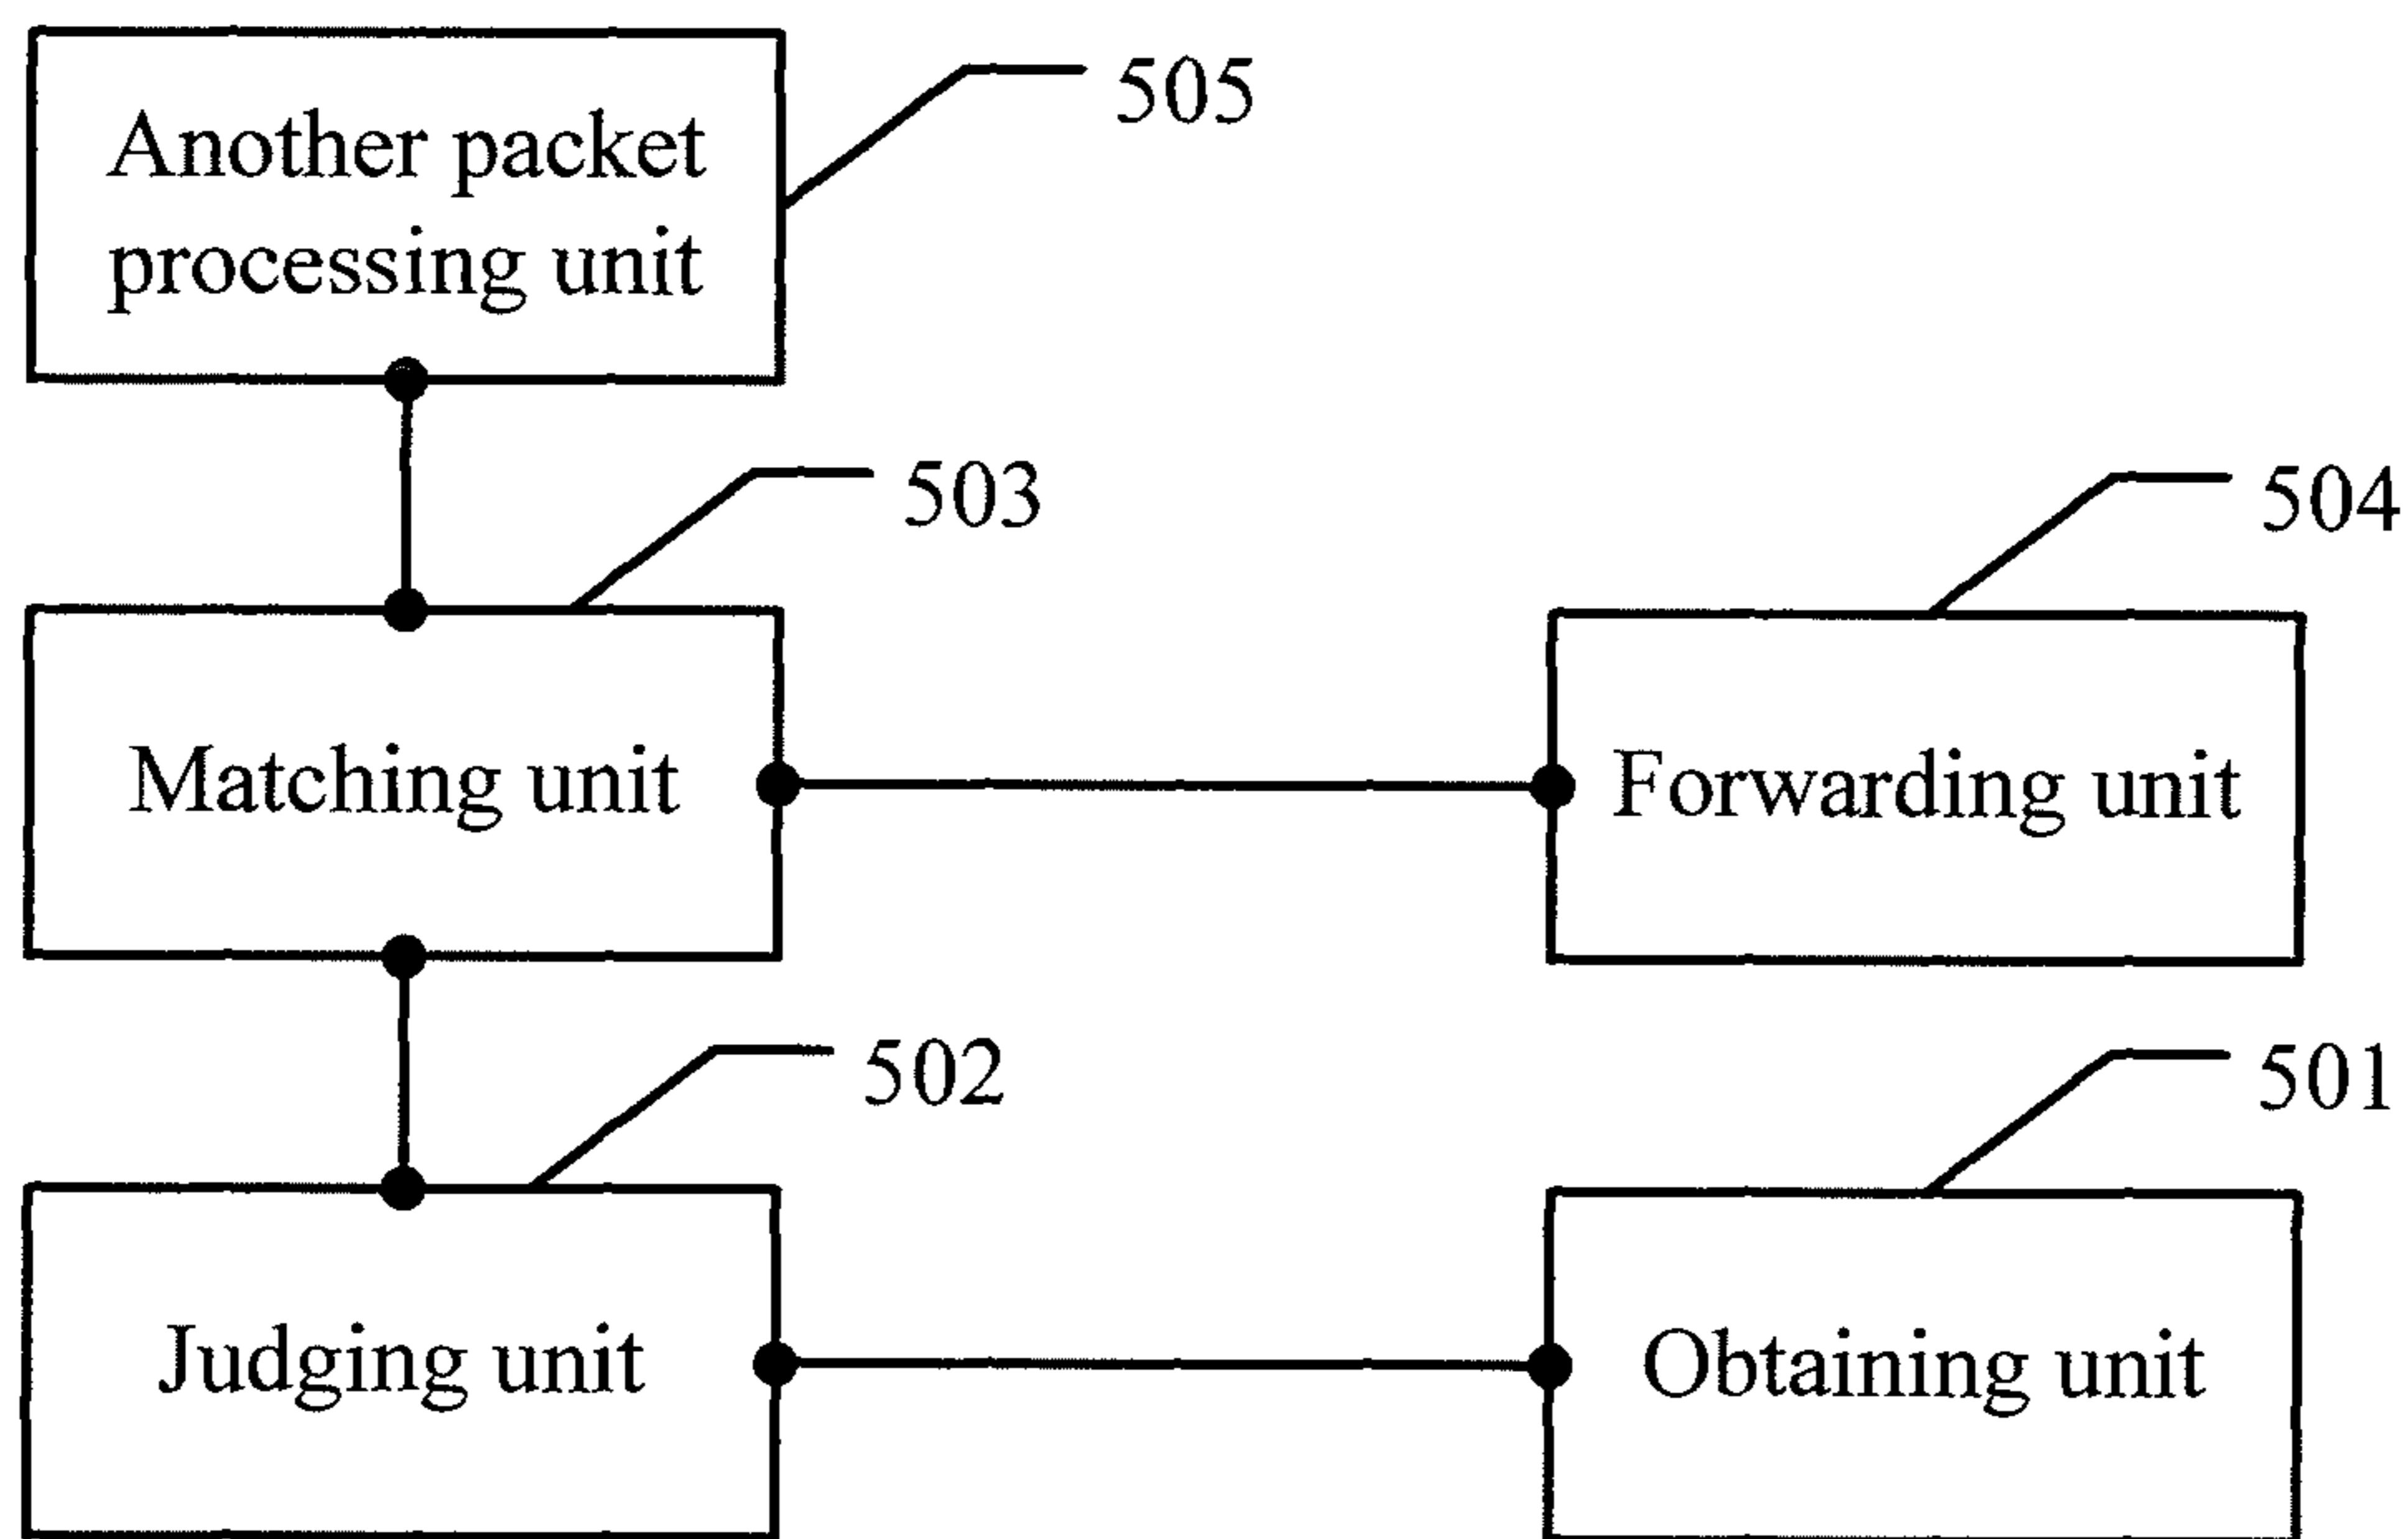 Another packet
processing unit
505
503
504
Matching unit
Forwarding unit
502
501
Judging unit
Obtaining unit